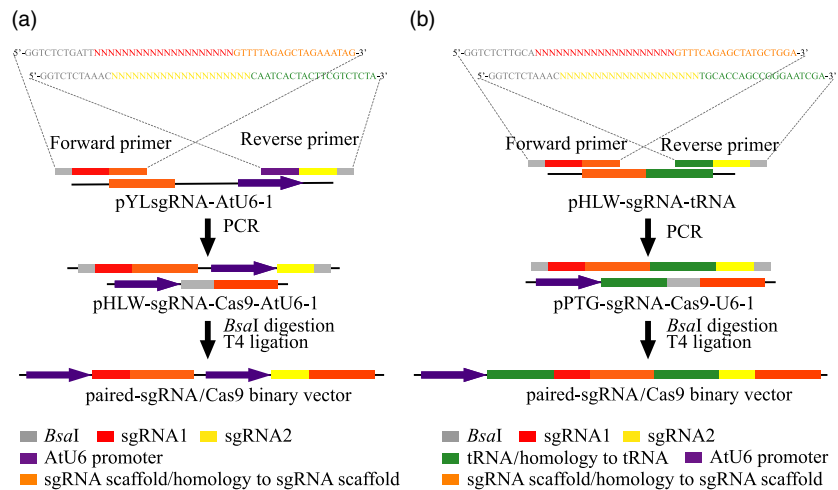 (a)
5'-GGTCTCTGATTNNNNNNNNNNNNNNNNNNNNGTTTTAGAGCTAGAAATAG-3'
5'-GGTCTCTAAACNNNNNNNNNNNNNNNNNNNNCAATCACTACTTCGTCTCTA-3'
Forward primer Reverse primer
pYLsgRNA-AtU6-1
PCR
pHLW-sgRNA-Cas9-AtU6-1
BsaI digestion
T4 ligation
paired-sgRNA/Cas9 binary vector
BsaI sgRNA1 sgRNA2
AtU6 promoter
sgRNA scaffold/homology to sgRNA scaffold
(b)
5'-GGTCTCTTGCANNNNNNNNNNNNNNNNNNNNGTTTCAGAGCTATGCTGGA-3'
5'-GGTCTCTAAACNNNNNNNNNNNNNNNNNNNNTGCACCAGCCGGGAATCGA-3'
Forward primer Reverse primer
pHLW-sgRNA-tRNA
PCR
pPTG-sgRNA-Cas9-U6-1
BsaI digestion
T4 ligation
paired-sgRNA/Cas9 binary vector
BsaI sgRNA1 sgRNA2
tRNA/homology to tRNA AtU6 promoter
sgRNA scaffold/homology to sgRNA scaffold